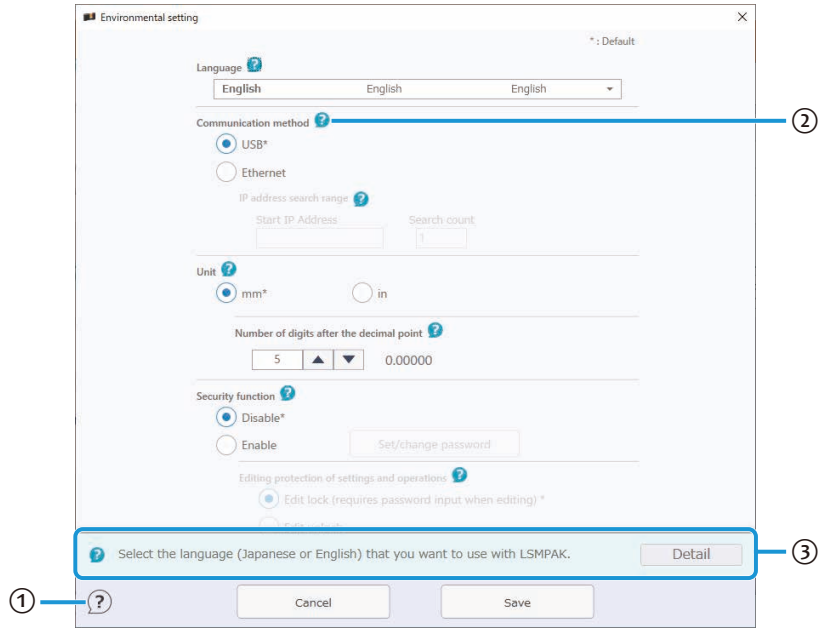 Environmental setting
* : Default
Language
English English English
Communication method
②
USB*
Ethernet
IP address search range
Start IP Address Search count
1
Unit
mm* in
Number of digits after the decimal point
5 0.00000
Security function
Disable*
Enable Set/change password
Editing protection of settings and operations
Edit lock (requires password input when editing) *
Select the language (Japanese or English) that you want to use with LSMPAK. Detail
③
①
Cancel Save